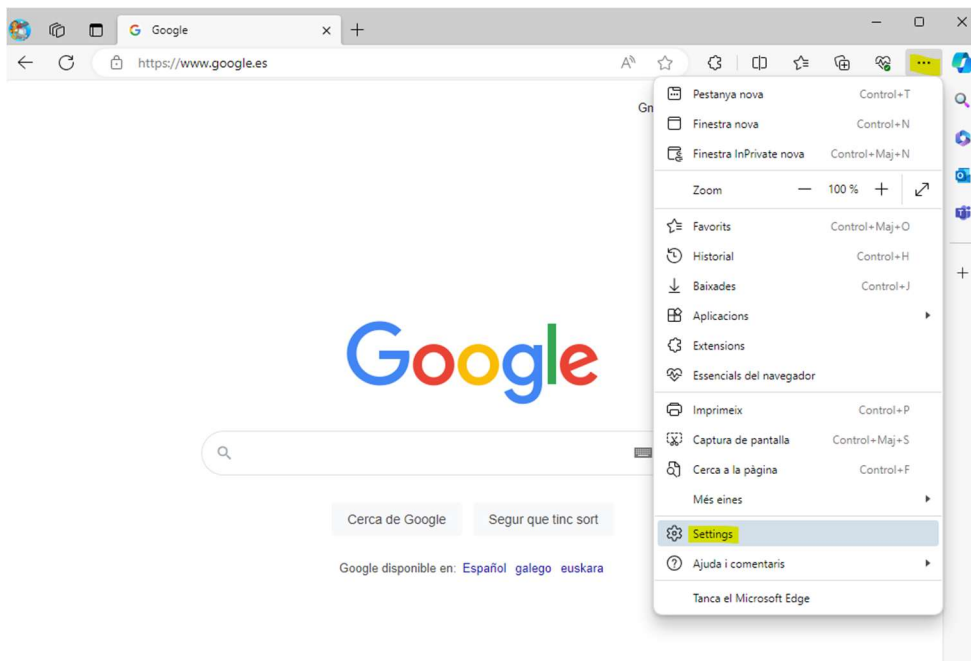 Google
https://www.google.es
Gm
Pestanya nova Control+T
Finestra nova Control+N
Finestra InPrivate nova Control+Maj+N
Zoom 100 %
Favorits Control+Maj+O
Historial Control+H
Baixades Control+J
Aplicacions
Extensions
Essencials del navegador
Imprimeix Control+P
Captura de pantalla Control+Maj+S
Cerca a la pàgina Control+F
Més eines
Settings
Ajuda i comentaris
Tanca el Microsoft Edge
Google
Cerca de Google Segur que tinc sort
Google disponible en: Español galego euskara